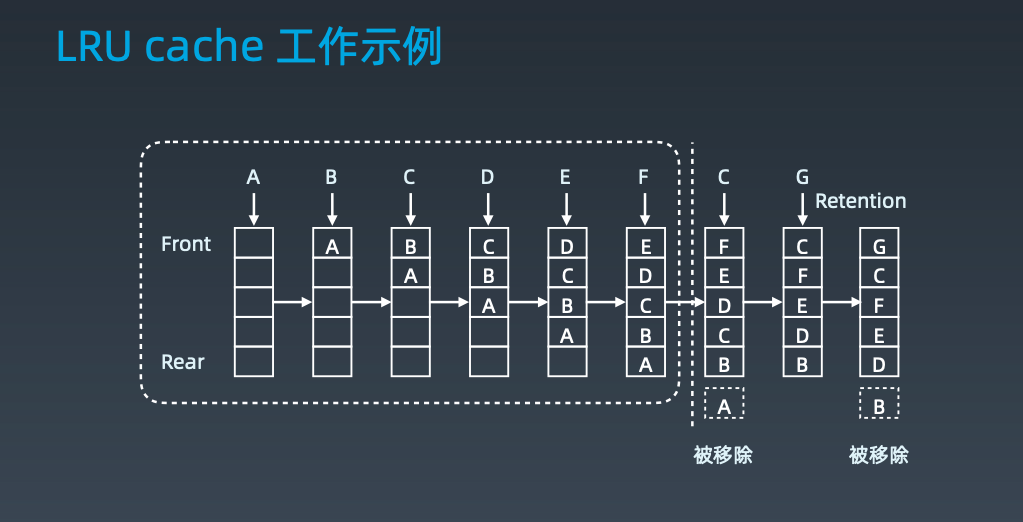 LRU cache 工作示例
A B C D E F C G
Retention
Front A B C D E F C G
A B C D E F C
A B C D E F
A B C D E
Rear A B B D
A B
被移除 被移除